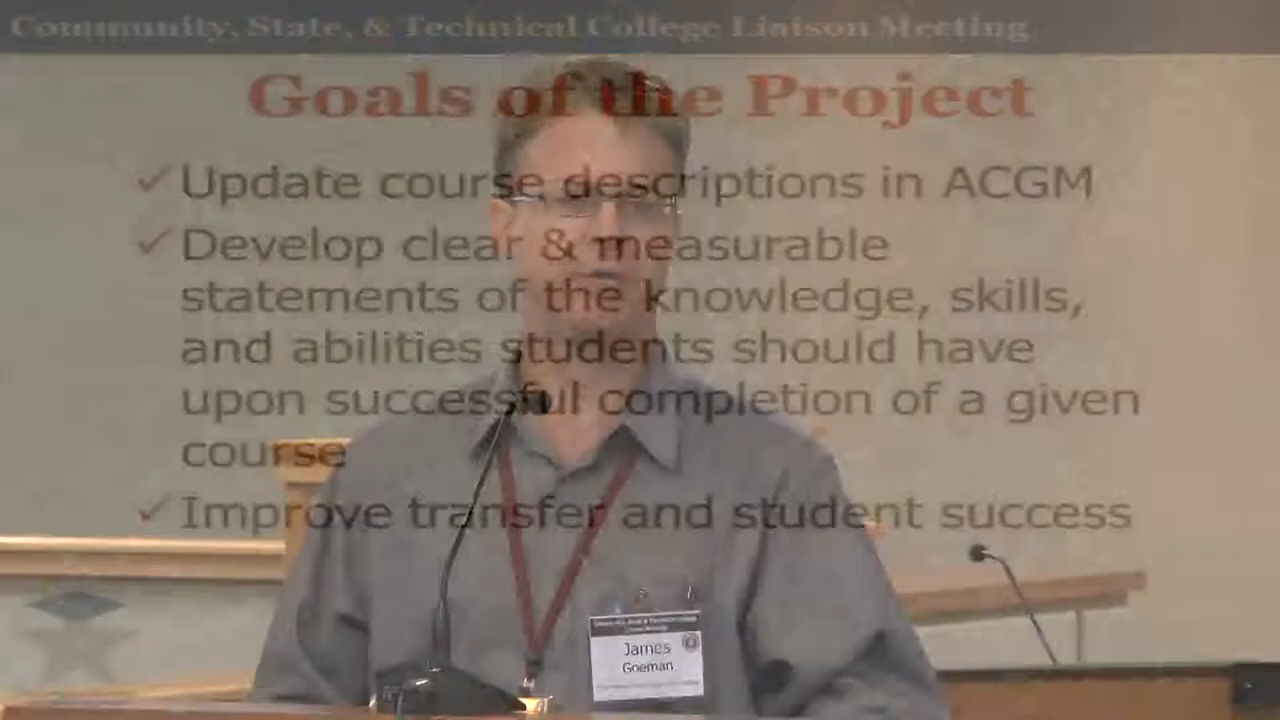 Community, State, & Technical College Liaison Meeting
Goals of the Project
✓ Update course descriptions in ACGM
✓ Develop clear & measurable
statements of the knowledge, skills,
and abilities students should have
upon successful completion of a given
course
✓ Improve transfer and student success
James
Goeman